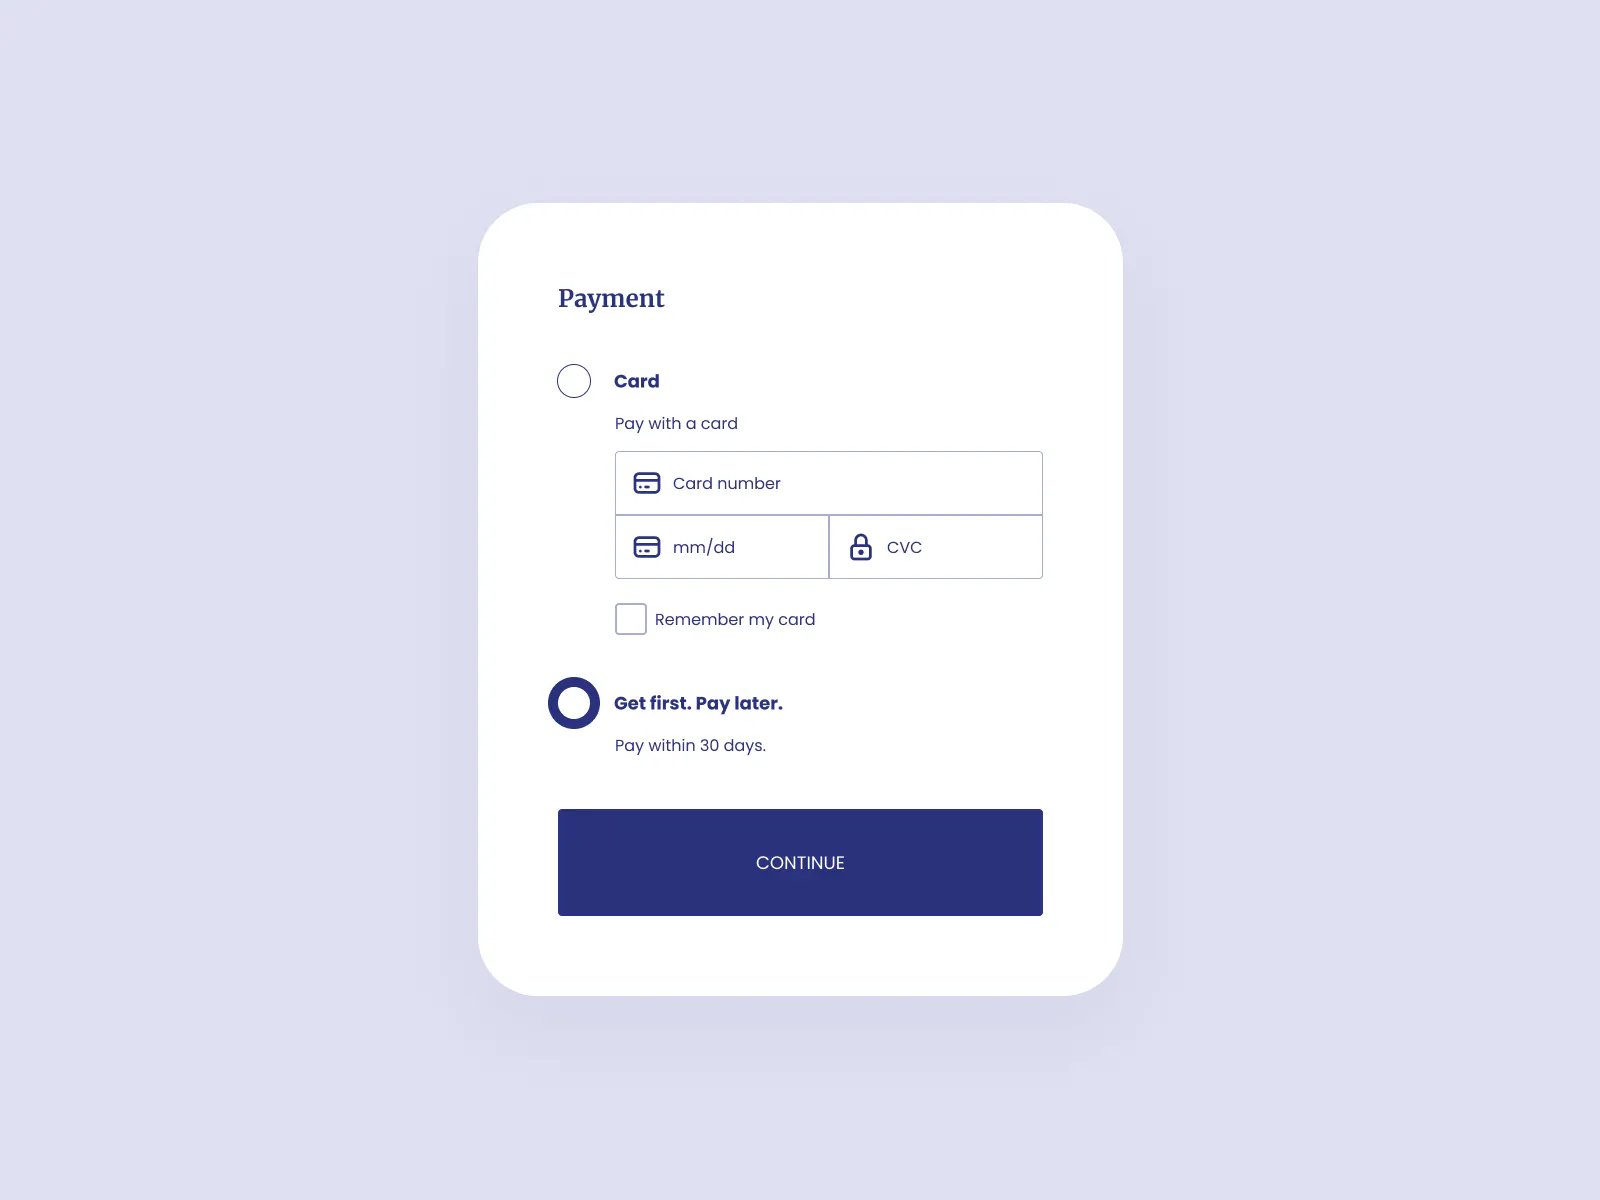 Payment
Card
Pay with a card
Card number
mm/dd
CVC
Remember my card
Get first. Pay later.
Pay within 30 days.
CONTINUE